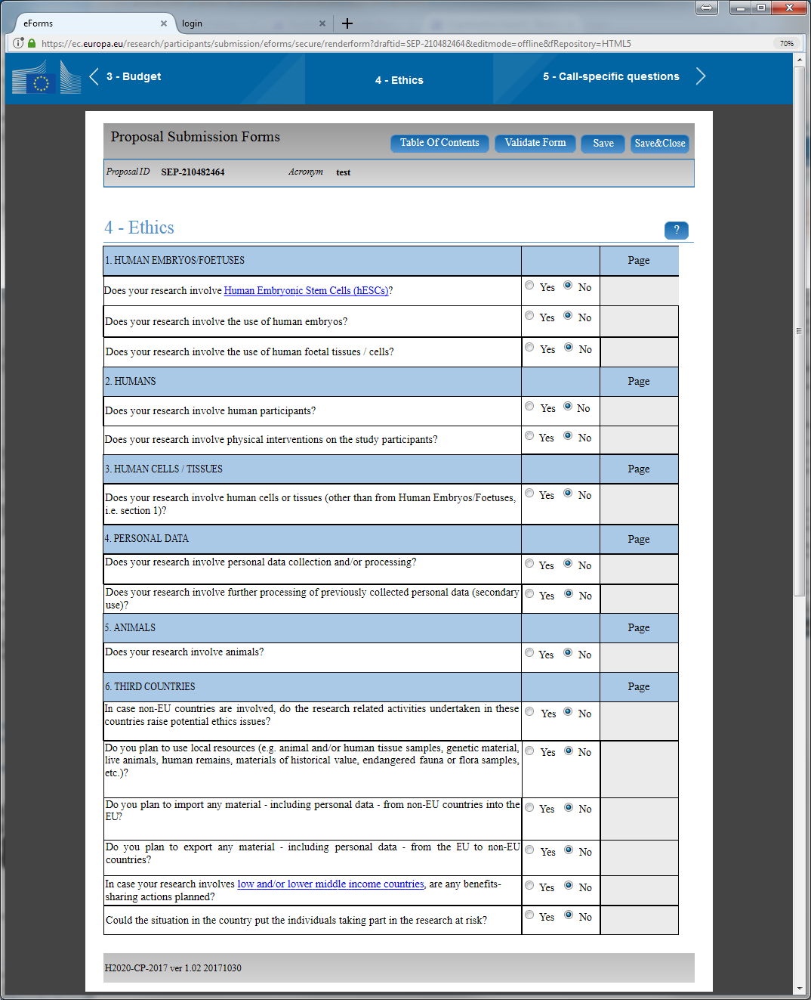 eForms
login
https://ec.europa.eu/research/participants/submission/eforms/secure/renderform?draftid=SEP-210482464&editmode=offline&fRepository=HTML5
70%
3 - Budget
4 - Ethics
5 - Call-specific questions
Proposal Submission Forms
Table Of Contents
Validate Form
Save
Save&Close
Proposal ID SEP-210482464
Acronym test
4 - Ethics
?
1. HUMAN EMBRYOS/FOETUSES Page
Does your research involve Human Embryonic Stem Cells (hESCs)? Yes No
Does your research involve the use of human embryos? Yes No
Does your research involve the use of human foetal tissues / cells? Yes No
2. HUMANS Page
Does your research involve human participants? Yes No
Does your research involve physical interventions on the study participants? Yes No
3. HUMAN CELLS / TISSUES Page
Does your research involve human cells or tissues (other than from Human Embryos/Foetuses, Yes No
i.e. section 1)?
4. PERSONAL DATA Page
Does your research involve personal data collection and/or processing? Yes No
Does your research involve further processing of previously collected personal data (secondary Yes No
use)?
5. ANIMALS Page
Does your research involve animals? Yes No
6. THIRD COUNTRIES Page
In case non-EU countries are involved, do the research related activities undertaken in these Yes No
countries raise potential ethics issues?
Do you plan to use local resources (e.g. animal and/or human tissue samples, genetic material, Yes No
live animals, human remains, materials of historical value, endangered fauna or flora samples,
etc.)?
Do you plan to import any material - including personal data - from non-EU countries into the Yes No
EU?
Do you plan to export any material - including personal data - from the EU to non-EU Yes No
countries?
In case your research involves low and/or lower middle income countries, are any benefits- Yes No
sharing actions planned?
Could the situation in the country put the individuals taking part in the research at risk? Yes No
H2020-CP-2017 ver 1.02 20171030